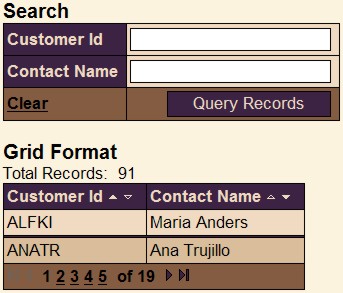 Search
Customer Id
Contact Name
Clear Query Records
Grid Format
Total Records: 91
Customer Id Contact Name
ALFKI Maria Anders
ANATR Ana Trujillo
1 2 3 4 5 of 19